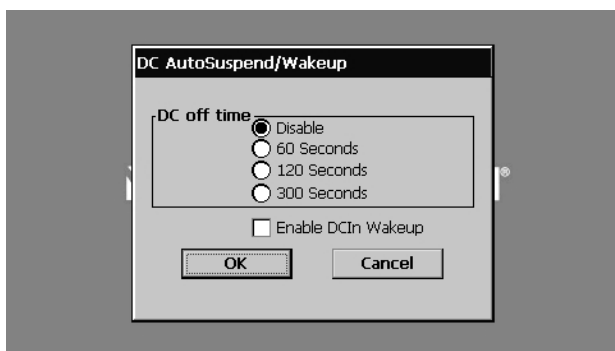 DC AutoSuspend/Wakeup
DC off time
Disable
60 Seconds
120 Seconds
300 Seconds
®
Enable DCIn Wakeup
OK
Cancel